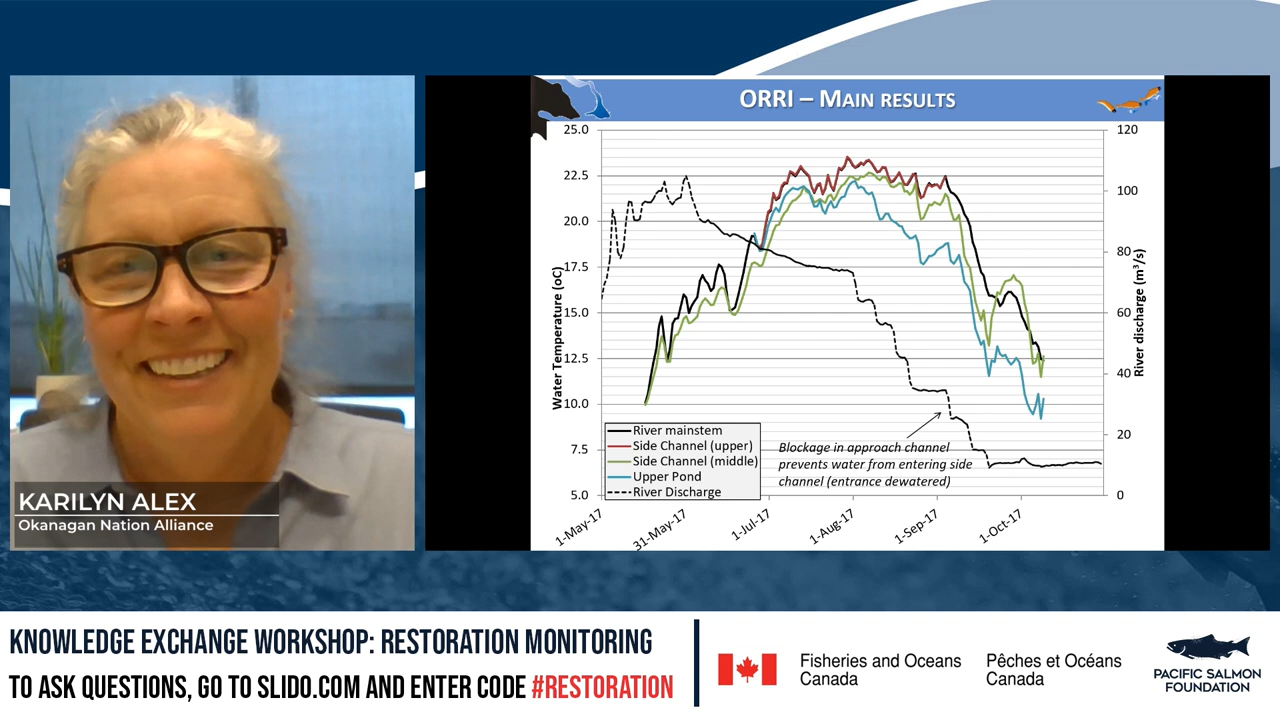 ORRI – MAIN RESULTS
25.0
22.5
20.0
17.5
15.0
12.5
10.0
7.5
5.0
Water Temperature (oC)
120
100
80
60
40
20
0
River discharge (m³/s)
1-May-17
31-May-17
1-Jul-17
1-Aug-17
1-Sep-17
1-Oct-17
River mainstem
Side Channel (upper)
Side Channel (middle)
Upper Pond
River Discharge
Blockage in approach channel
prevents water from entering side
channel (entrance dewatered)
KARILYN ALEX
Okanagan Nation Alliance
KNOWLEDGE EXCHANGE WORKSHOP: RESTORATION MONITORING
TO ASK QUESTIONS, GO TO SLIDO.COM AND ENTER CODE #RESTORATION
Fisheries and Oceans
Canada
Pêches et Océans
Canada
PACIFIC SALMON
FOUNDATION